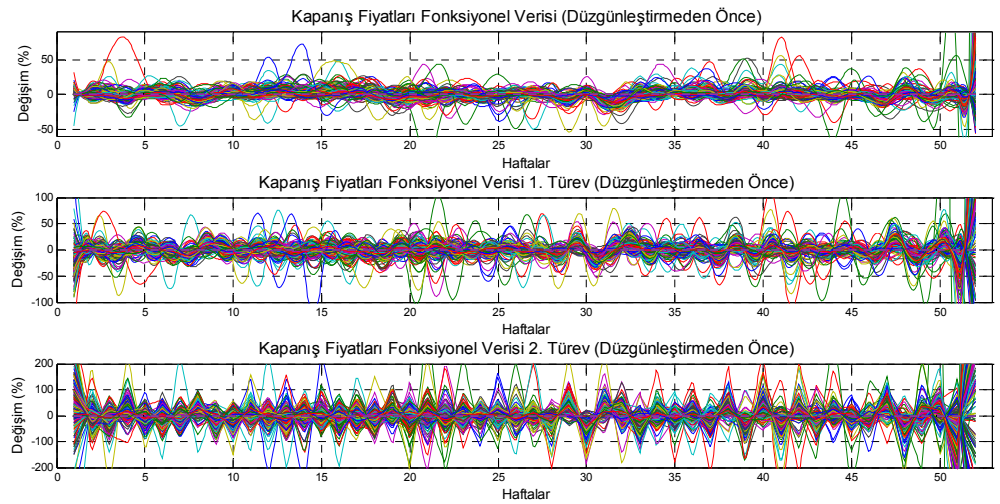 Kapanış Fiyatları Fonksiyonel Verisi (Düzgünleştirmeden Önce)
Değişim (%)
50
0
-50
0 5 10 15 20 25 30 35 40 45 50
Haftalar
Kapanış Fiyatları Fonksiyonel Verisi 1. Türev (Düzgünleştirmeden Önce)
Değişim (%)
100
50
0
-50
-100
0 5 10 15 20 25 30 35 40 45 50
Haftalar
Kapanış Fiyatları Fonksiyonel Verisi 2. Türev (Düzgünleştirmeden Önce)
Değişim (%)
200
100
0
-100
-200
0 5 10 15 20 25 30 35 40 45 50
Haftalar